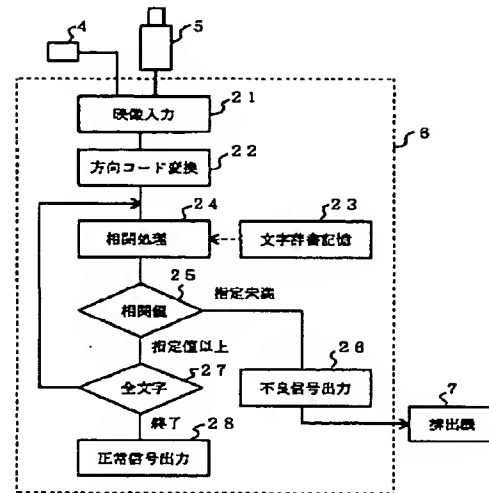 4
5
映像入力
21
6
方向コード変換
22
相関処理
24
文字辞書記憶
23
相関値
25
指定未満
指定値以上
全文字
27
不良信号出力
26
排出機
7
終了
正常信号出力
28